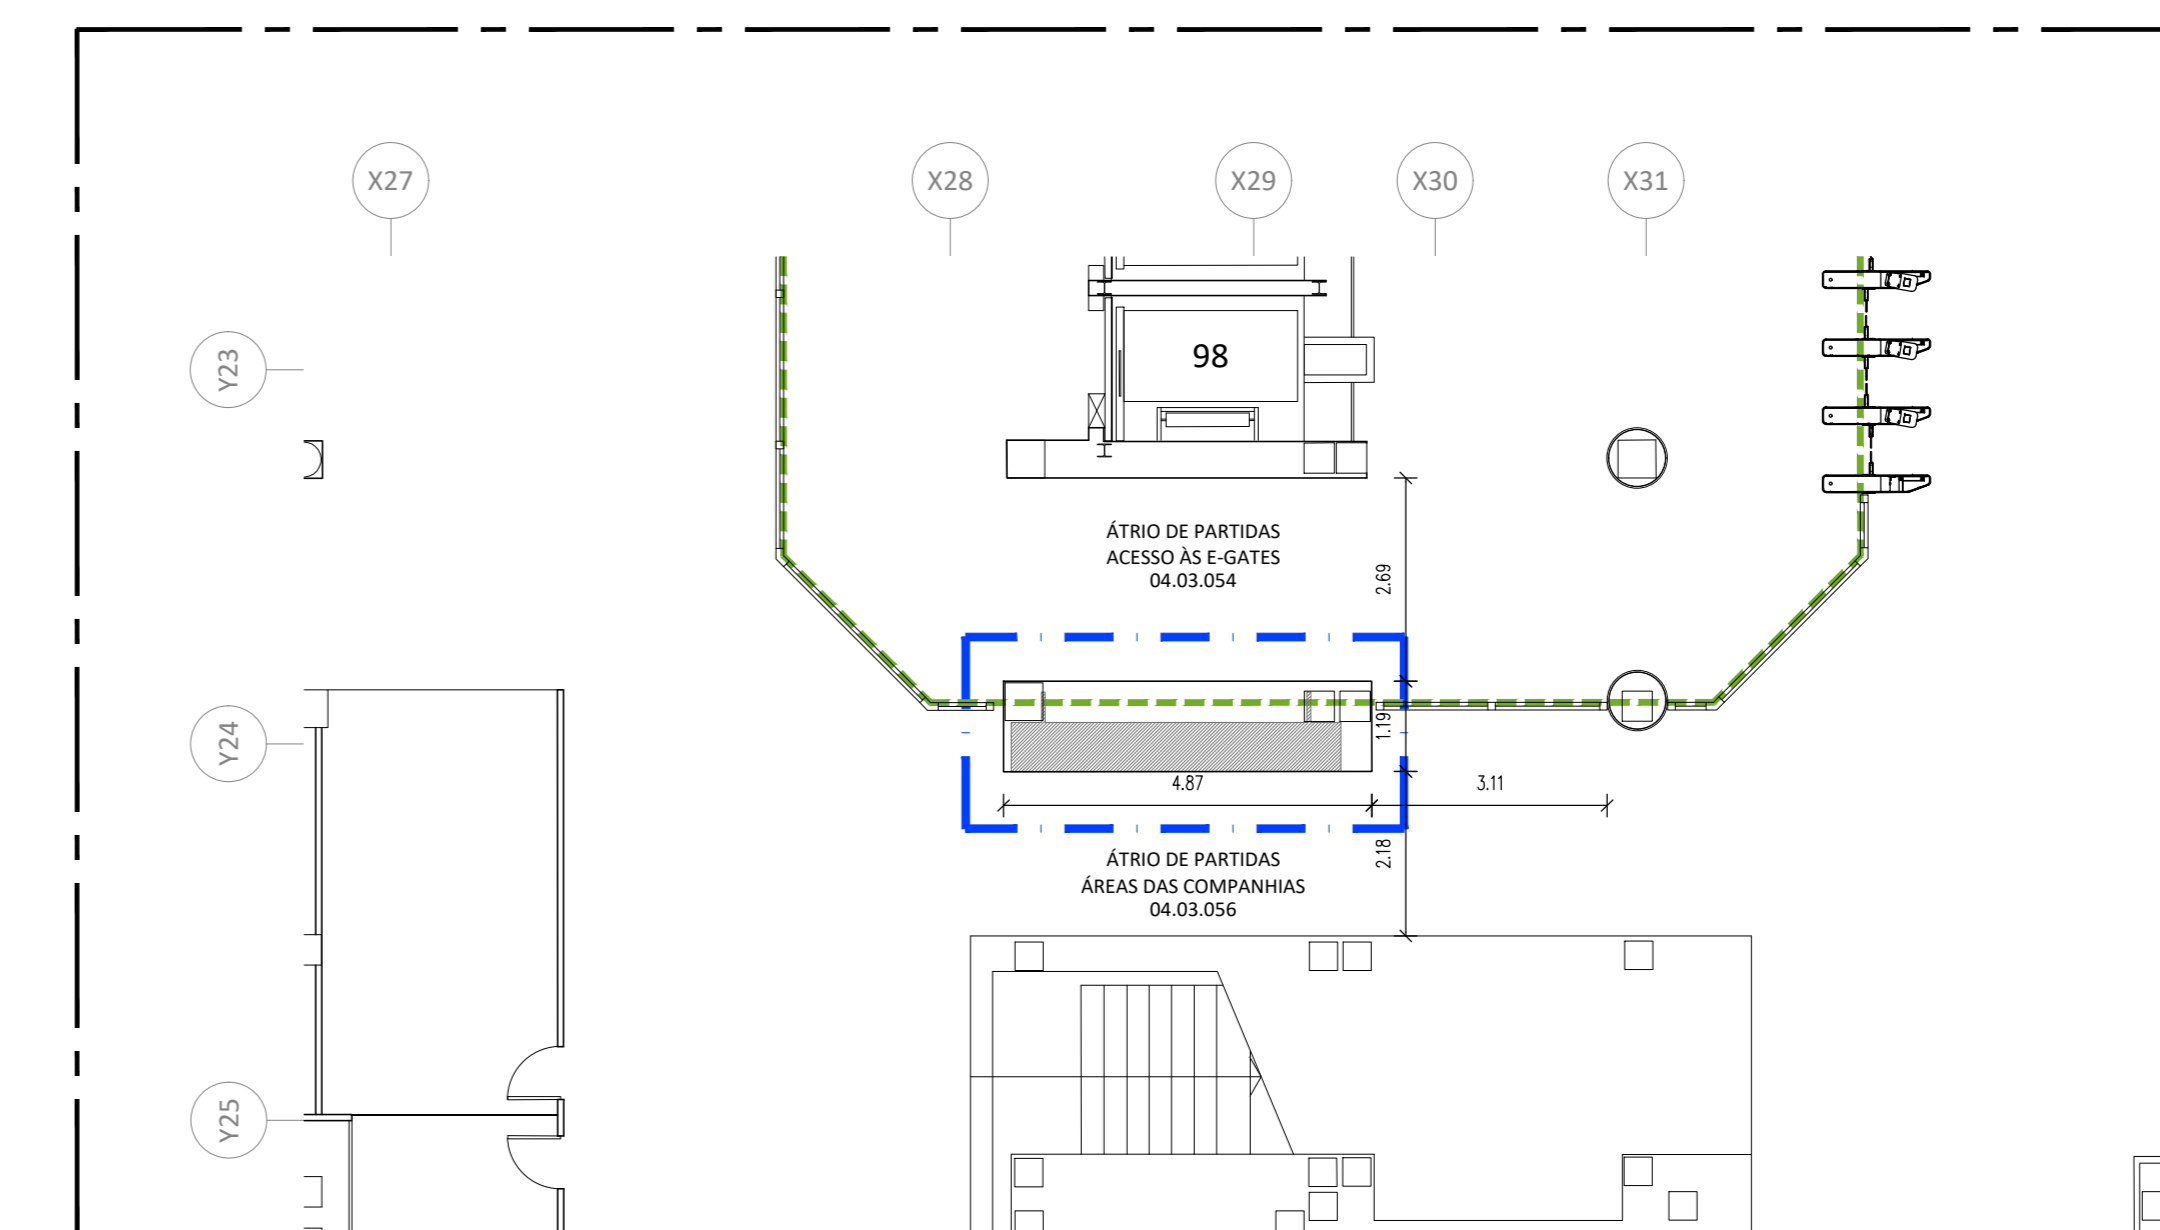 X27
X28
X29
X30
X31
Y23
98
ÁTRIO DE PARTIDAS
ACESSO ÀS E-GATES
04.03.054
2.69
Y24
1.19
4.87
3.11
2.18
ÁTRIO DE PARTIDAS
ÁREAS DAS COMPANHIAS
04.03.056
Y25